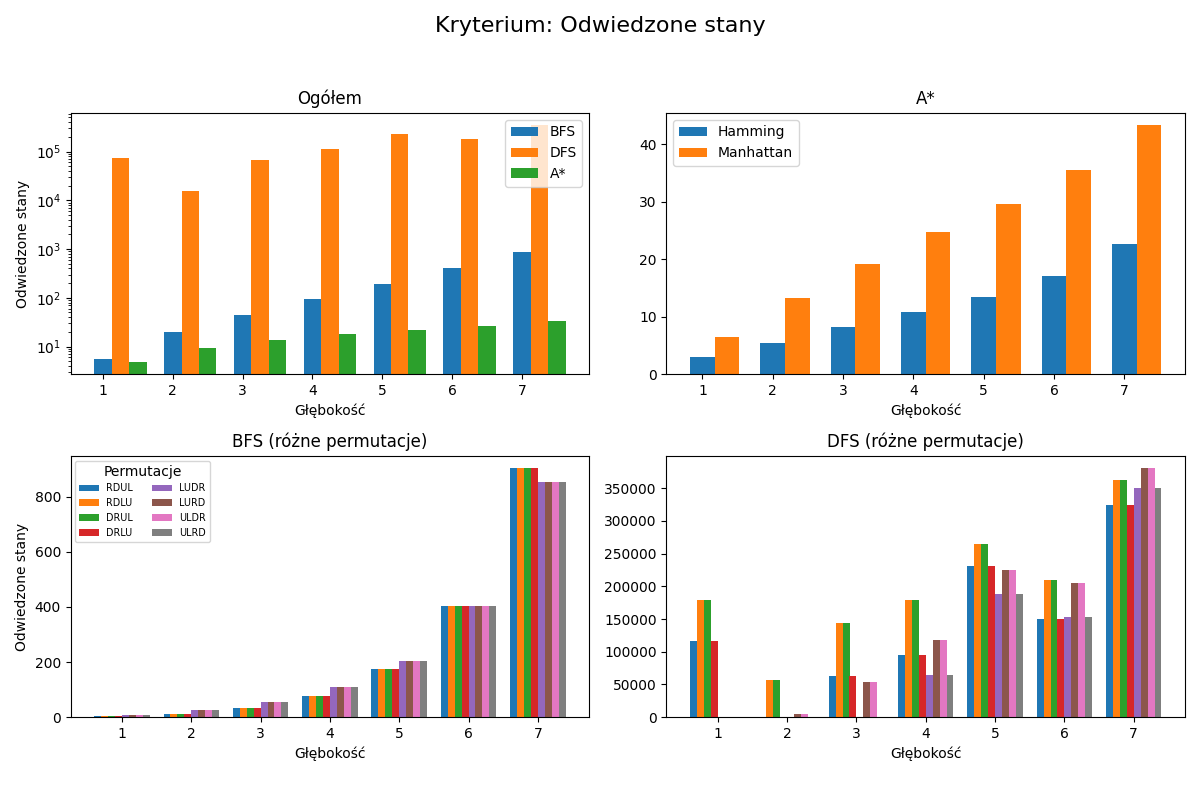 Kryterium: Odwiedzone stany
Ogółem
Odwiedzone stany
10^5
10^4
10^3
10^2
10^1
BFS
DFS
A*
1 2 3 4 5 6 7
Głębokość
A*
40
30
20
10
0
Hamming
Manhattan
1 2 3 4 5 6 7
Głębokość
BFS (różne permutacje)
Odwiedzone stany
800
600
400
200
0
Permutacje
RDUL LUDR
RDLU LURD
DRUL ULDR
DRLU ULRD
1 2 3 4 5 6 7
Głębokość
DFS (różne permutacje)
350000
300000
250000
200000
150000
100000
50000
0
1 2 3 4 5 6 7
Głębokość